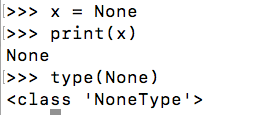 >>> x = None
>>> print(x)
None
>>> type(None)
<class 'NoneType'>